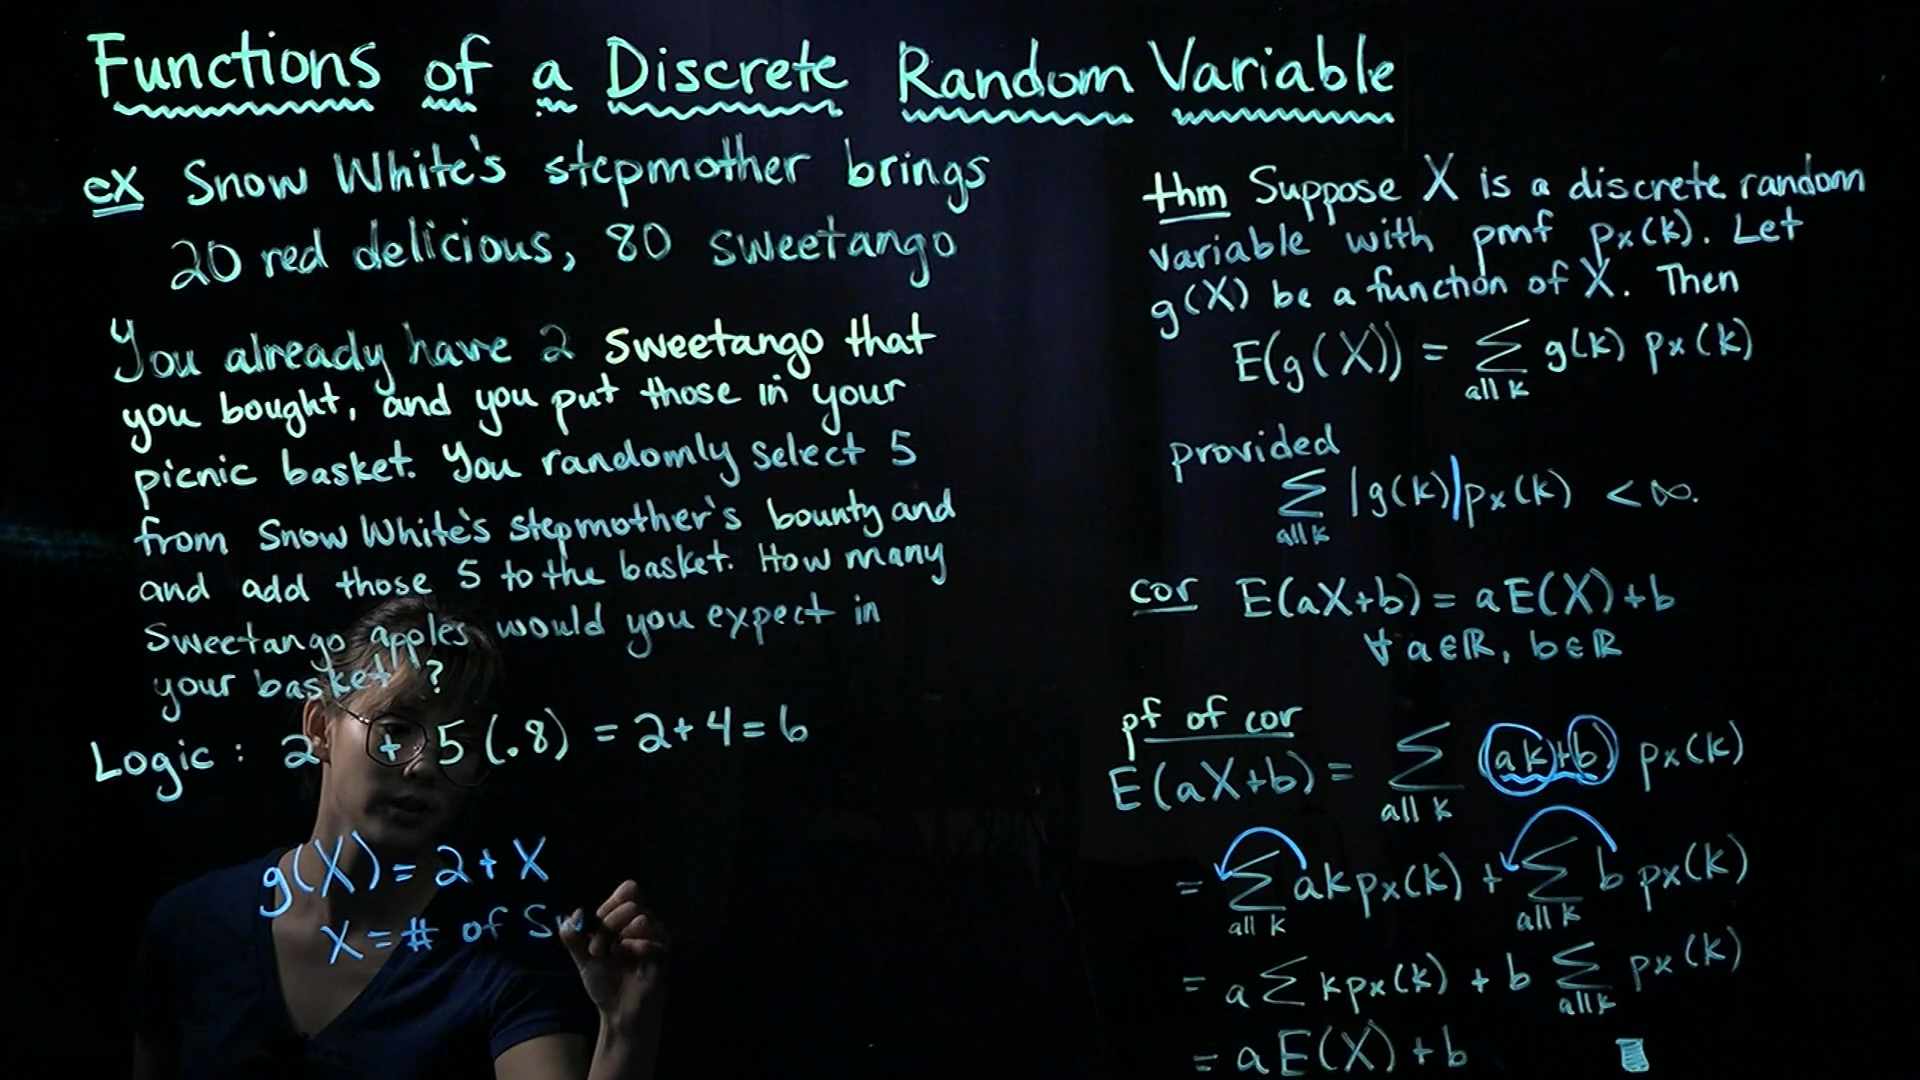 Functions of a Discrete Random Variable
ex Snow White's stepmother brings
20 red delicious, 80 sweetango
You already have 2 Sweetango that
you bought, and you put those in your
picnic basket. You randomly select 5
from Snow White's stepmother's bounty and
and add those 5 to the basket. How many
Sweetango apples would you expect in
your basket?
Logic: 2 + 5(.8) = 2+4=6
g(X) = 2 + X
X = # of Sw
thm Suppose X is a discrete random
variable with pmf pₓ(k). Let
g(X) be a function of X. Then
E(g(X)) = Σ g(k) pₓ(k)
all k
provided
Σ |g(k)|pₓ(k) < ∞.
all k
cor E(aX+b) = aE(X)+b
∀ a∈ℝ, b∈ℝ
pf of cor
E(aX+b) = Σ (ak+b) pₓ(k)
all k
= Σ akpₓ(k) + Σ b pₓ(k)
all k all k
= a Σ kpₓ(k) + b Σ pₓ(k)
all k
= aE(X) + b